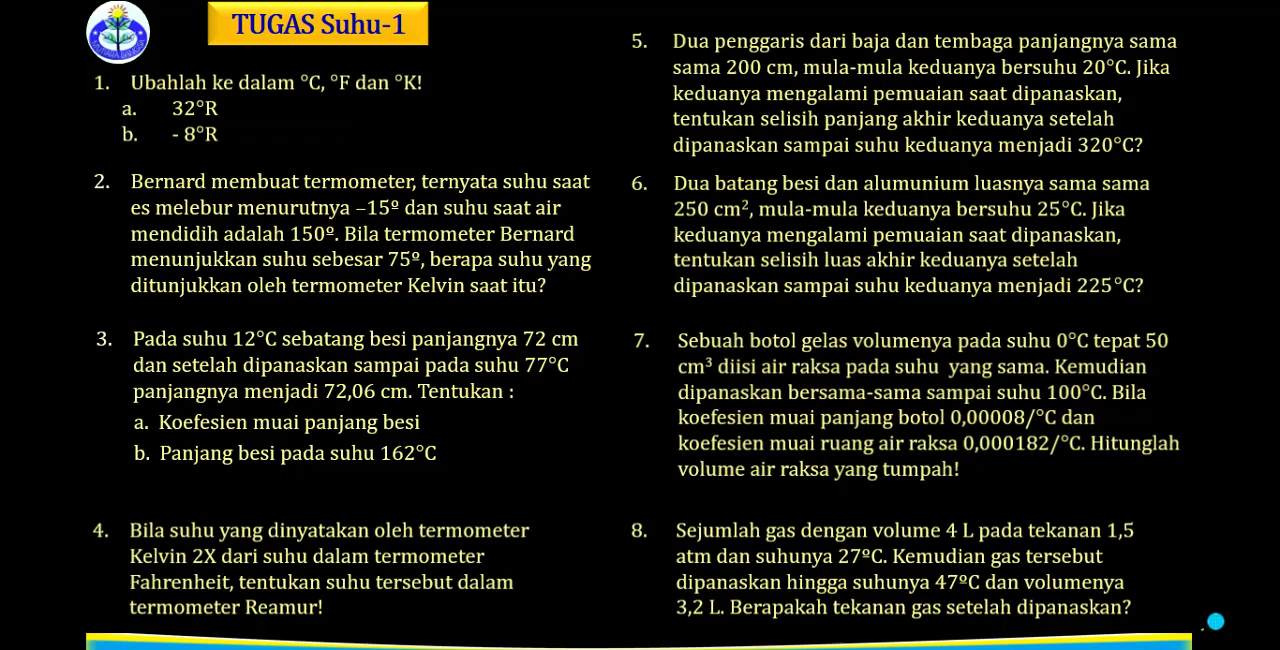 TUGAS Suhu-1
1. Ubahlah ke dalam °C, °F dan °K!
a. 32°R
b. - 8°R
2. Bernard membuat termometer, ternyata suhu saat
es melebur menurutnya –15º dan suhu saat air
mendidih adalah 150º. Bila termometer Bernard
menunjukkan suhu sebesar 75º, berapa suhu yang
ditunjukkan oleh termometer Kelvin saat itu?
3. Pada suhu 12°C sebatang besi panjangnya 72 cm
dan setelah dipanaskan sampai pada suhu 77°C
panjangnya menjadi 72,06 cm. Tentukan :
a. Koefesien muai panjang besi
b. Panjang besi pada suhu 162°C
4. Bila suhu yang dinyatakan oleh termometer
Kelvin 2X dari suhu dalam termometer
Fahrenheit, tentukan suhu tersebut dalam
termometer Reamur!
5. Dua penggaris dari baja dan tembaga panjangnya sama
sama 200 cm, mula-mula keduanya bersuhu 20°C. Jika
keduanya mengalami pemuaian saat dipanaskan,
tentukan selisih panjang akhir keduanya setelah
dipanaskan sampai suhu keduanya menjadi 320°C?
6. Dua batang besi dan alumunium luasnya sama sama
250 cm², mula-mula keduanya bersuhu 25°C. Jika
keduanya mengalami pemuaian saat dipanaskan,
tentukan selisih luas akhir keduanya setelah
dipanaskan sampai suhu keduanya menjadi 225°C?
7. Sebuah botol gelas volumenya pada suhu 0°C tepat 50
cm³ diisi air raksa pada suhu yang sama. Kemudian
dipanaskan bersama-sama sampai suhu 100°C. Bila
koefesien muai panjang botol 0,00008/°C dan
koefesien muai ruang air raksa 0,000182/°C. Hitunglah
volume air raksa yang tumpah!
8. Sejumlah gas dengan volume 4 L pada tekanan 1,5
atm dan suhunya 27ºC. Kemudian gas tersebut
dipanaskan hingga suhunya 47ºC dan volumenya
3,2 L. Berapakah tekanan gas setelah dipanaskan?